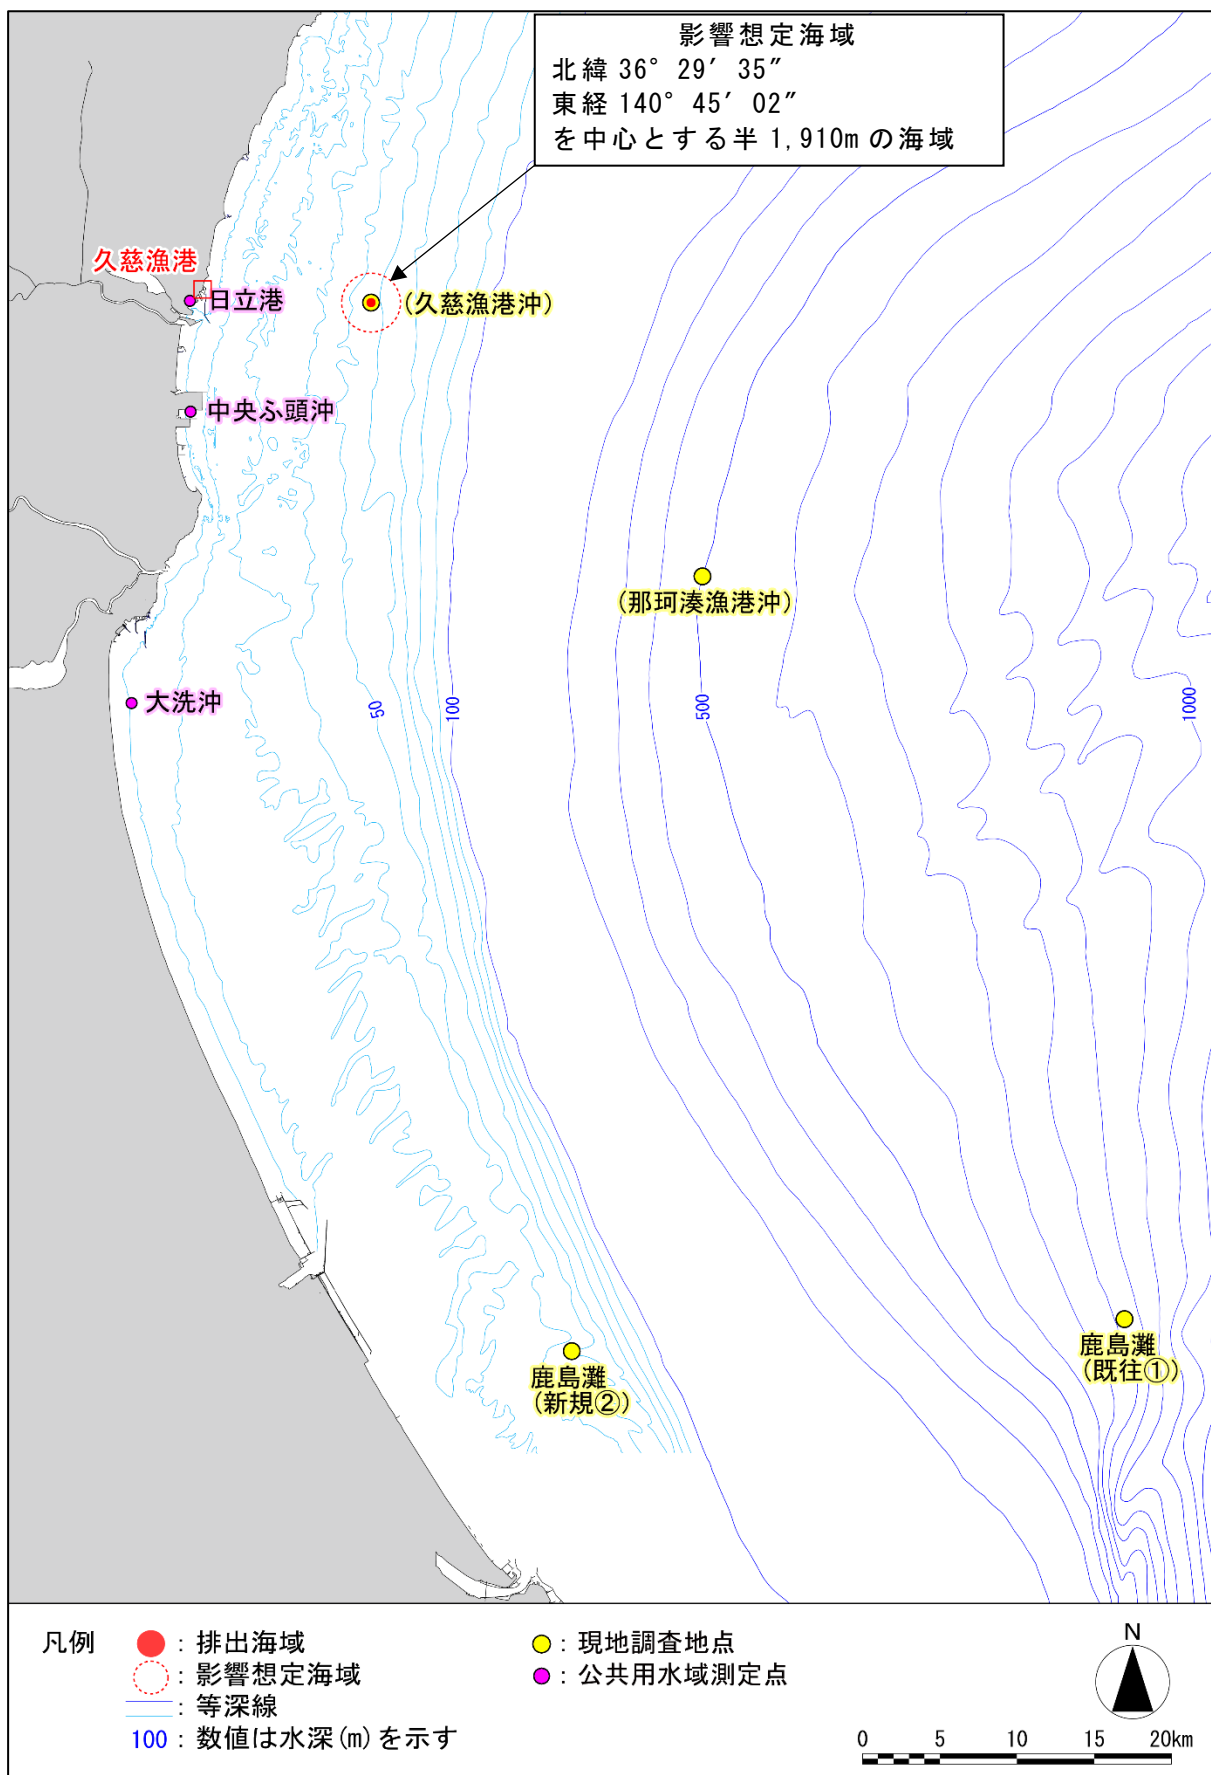 影響想定海域
北緯 36° 29′ 35″
東経 140° 45′ 02″
を中心とする半 1,910m の海域
久慈漁港
日立港
(久慈漁港沖)
中央ふ頭沖
(那珂湊漁港沖)
大洗沖
50
100
500
1000
鹿島灘
(既往①)
鹿島灘
(新規②)
凡例
：排出海域
：影響想定海域
：等深線
100：数値は水深(m)を示す
：現地調査地点
：公共用水域測定点
N
0 5 10 15 20km